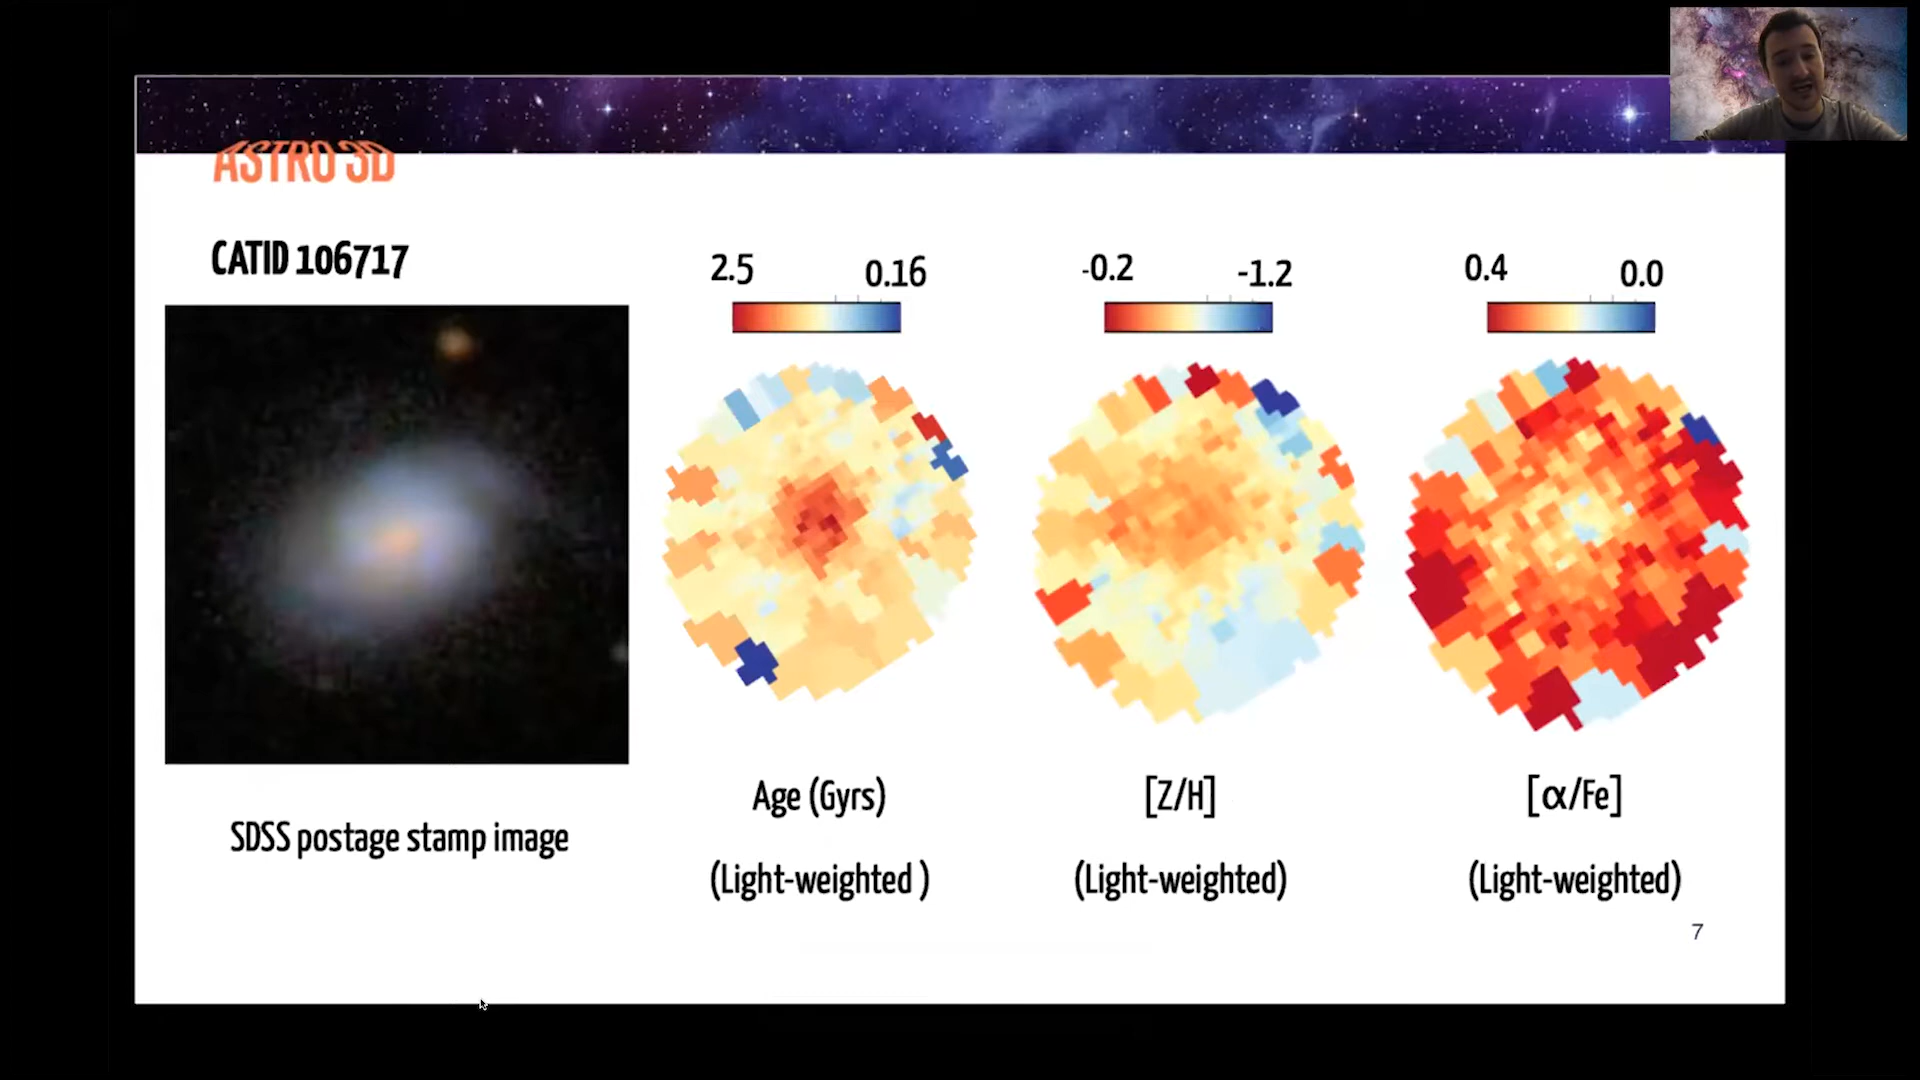 ASTRO 3D
CATID 106717
2.5 0.16
-0.2 -1.2
0.4 0.0
SDSS postage stamp image
Age (Gyrs)
(Light-weighted )
[Z/H]
(Light-weighted)
[α/Fe]
(Light-weighted)
7